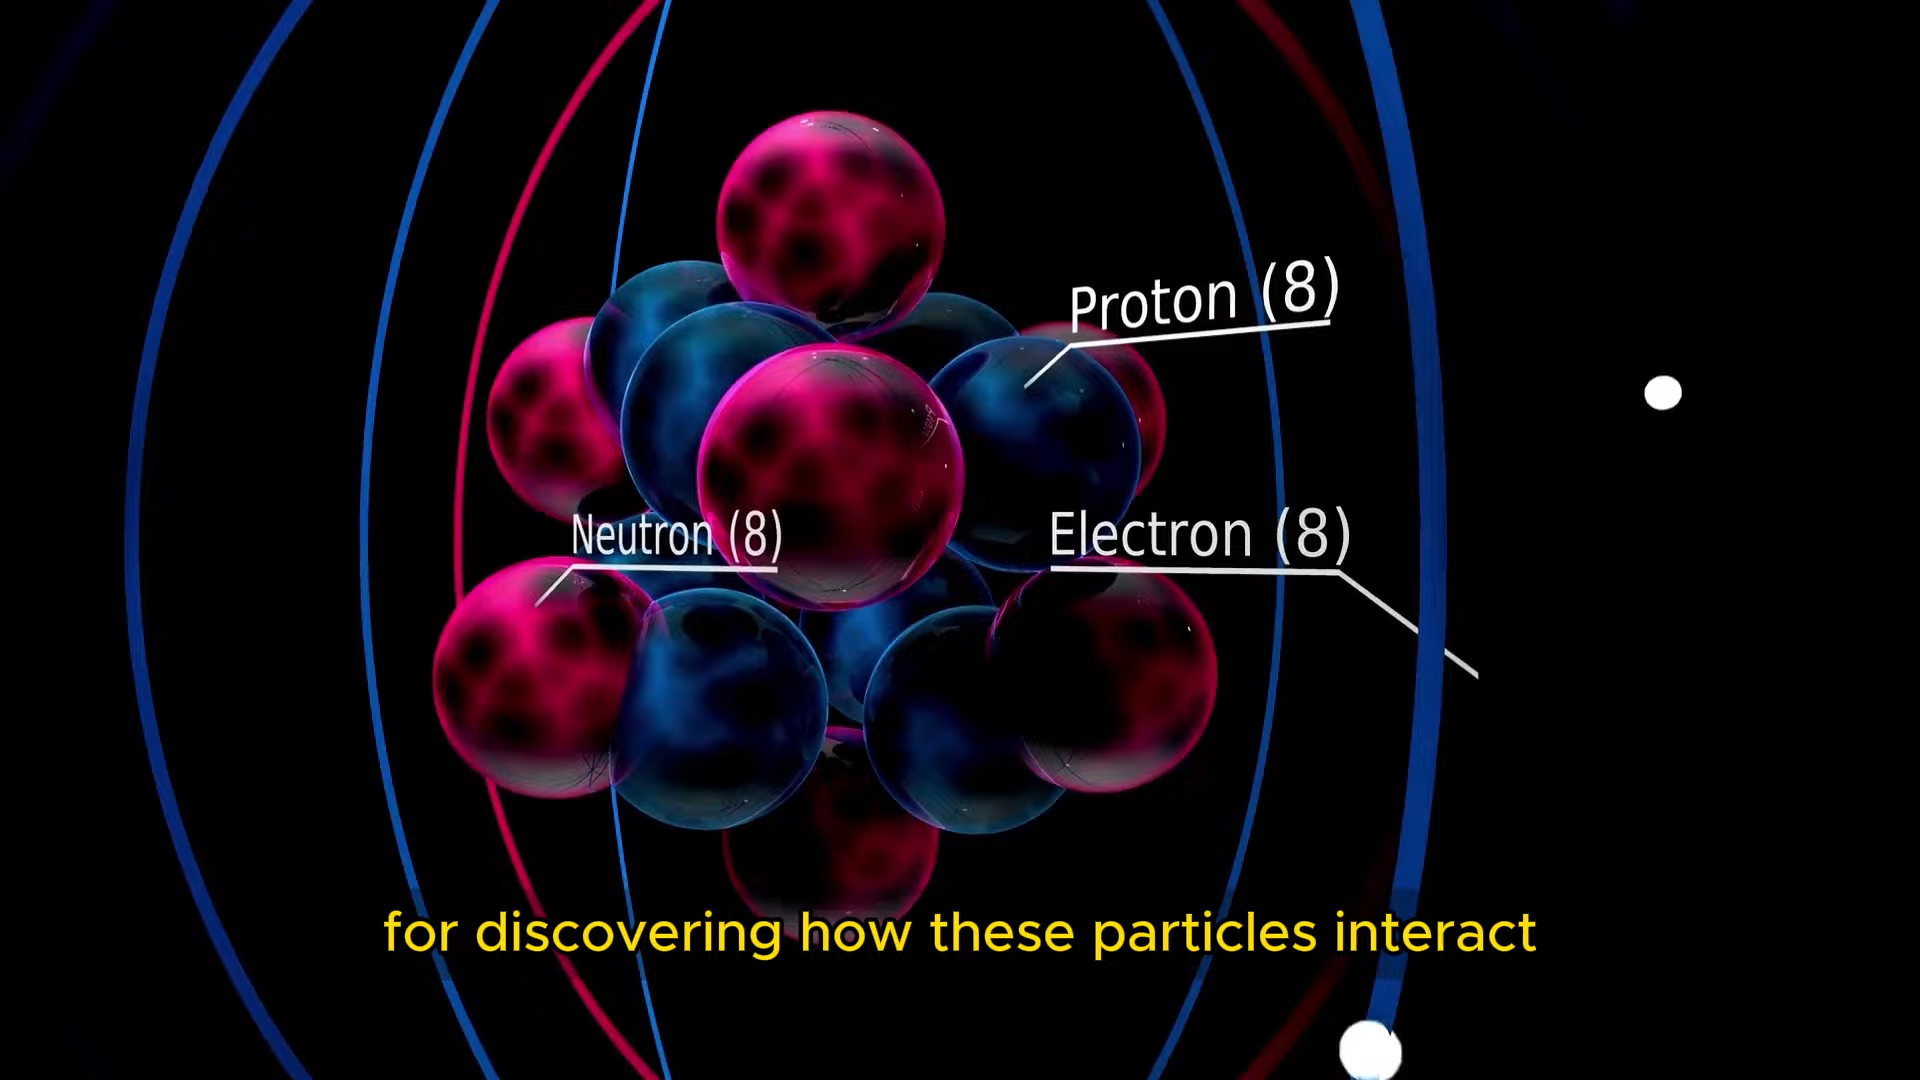 Proton (8)
Neutron (8)
Electron (8)
for discovering how these particles interact